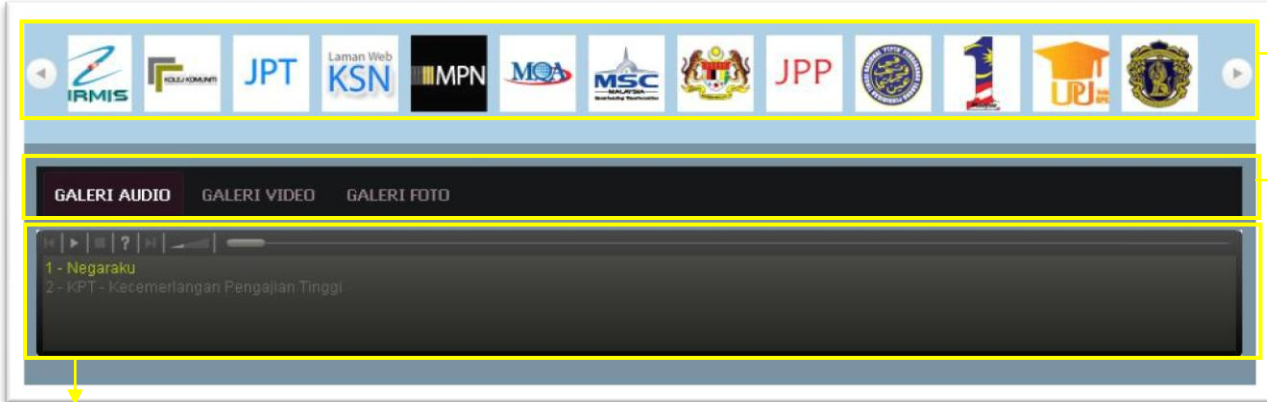 IRMIS
KOLEJ KOMUNITI
JPT
Laman Web
KSN
MPN
MQA
MSC
MALAYSIA
JPP
1
UPU
GALERI AUDIO GALERI VIDEO GALERI FOTO
?
1 - Negaraku
2 - KPT - Kecemerlangan Pengajian Tinggi